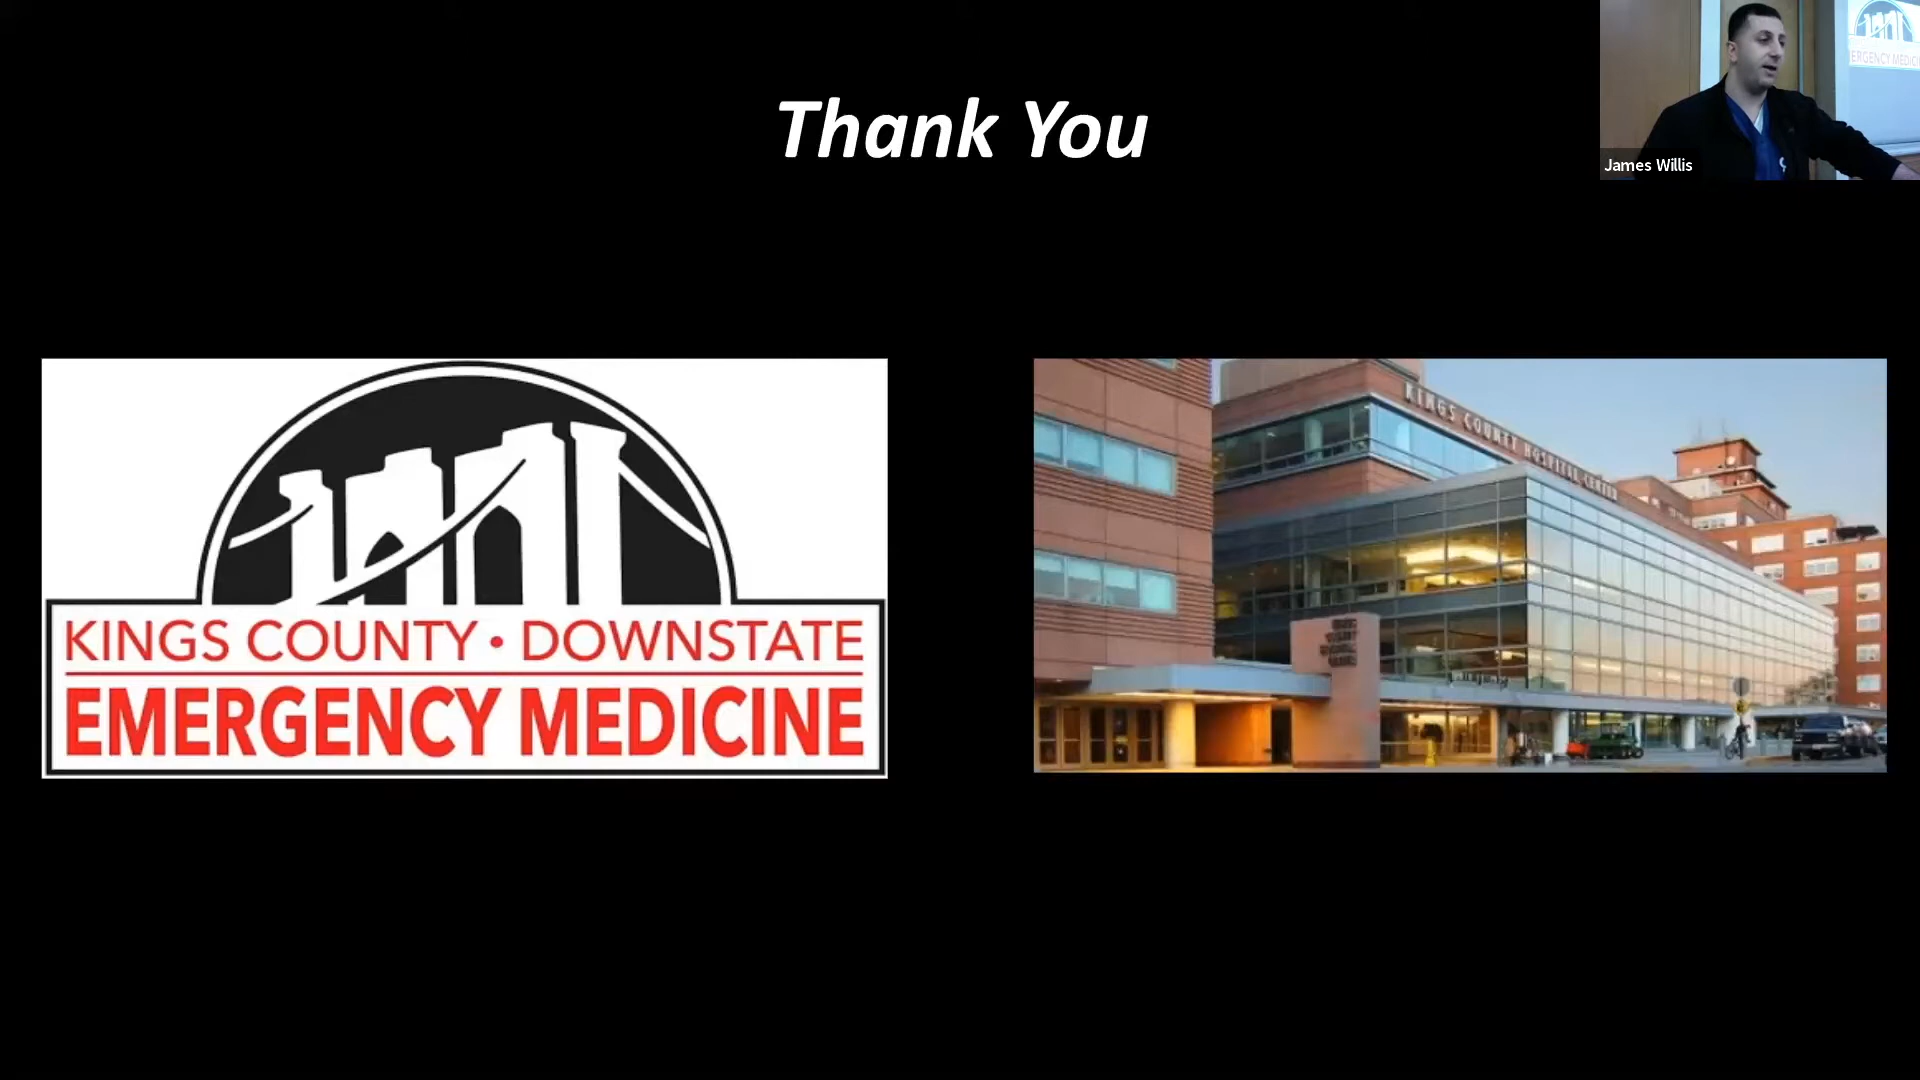 Thank You
James Willis
KINGS COUNTY • DOWNSTATE
EMERGENCY MEDICINE
KINGS COUNTY HOSPITAL CENTER